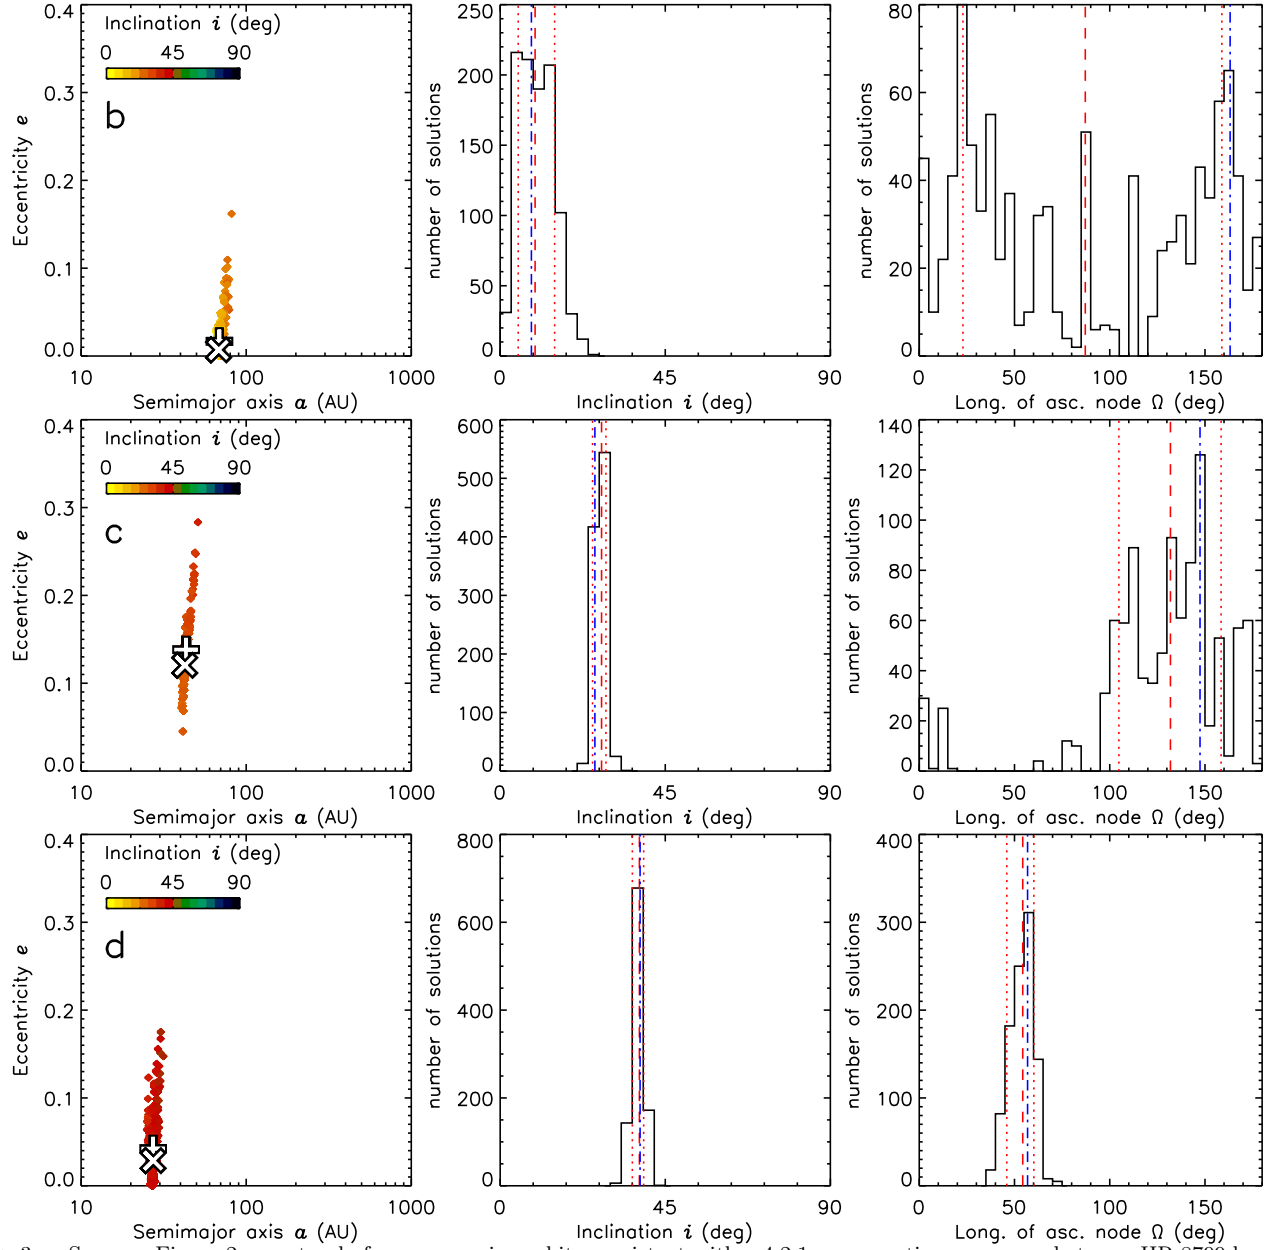 0.4
0.3
0.2
0.1
0.0
Eccentricity e
Inclination i (deg)
0 45 90
b
10 100 1000
Semimajor axis a (AU)
250
200
150
100
50
0
number of solutions
0 45 90
Inclination i (deg)
80
60
40
20
0
number of solutions
0 50 100 150
Long. of asc. node Ω (deg)
0.4
0.3
0.2
0.1
0.0
Eccentricity e
Inclination i (deg)
0 45 90
c
10 100 1000
Semimajor axis a (AU)
600
500
400
300
200
100
0
number of solutions
0 45 90
Inclination i (deg)
140
120
100
80
60
40
20
0
number of solutions
0 50 100 150
Long. of asc. node Ω (deg)
0.4
0.3
0.2
0.1
0.0
Eccentricity e
Inclination i (deg)
0 45 90
d
10 100 1000
Semimajor axis a (AU)
800
600
400
200
0
number of solutions
0 45 90
Inclination i (deg)
400
300
200
100
0
number of solutions
0 50 100 150
Long. of asc. node Ω (deg)